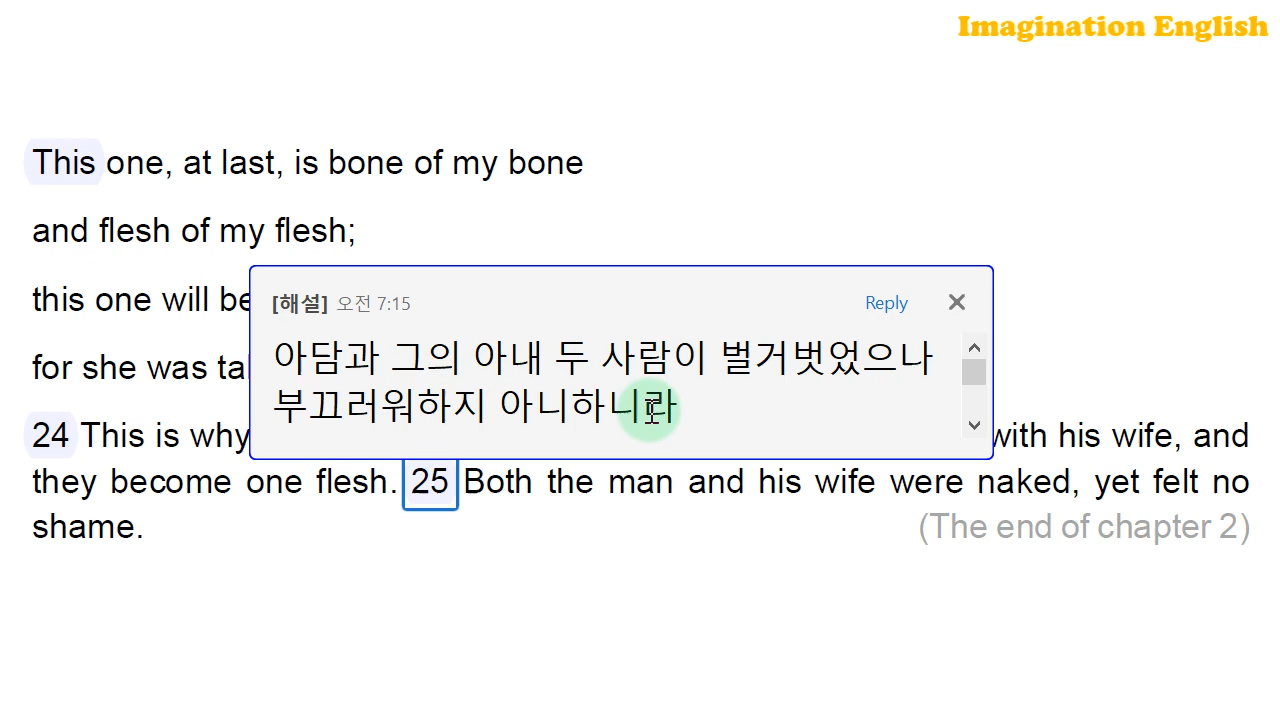 Imagination English
This one, at last, is bone of my bone
and flesh of my flesh;
this one will be
for she was
[해설] 오전 7:15 Reply
아담과 그의 아내 두 사람이 벌거벗었으나
부끄러워하지 아니하니라
24 This is why with his wife, and
they become one flesh. 25 Both the man and his wife were naked, yet felt no
shame. (The end of chapter 2)